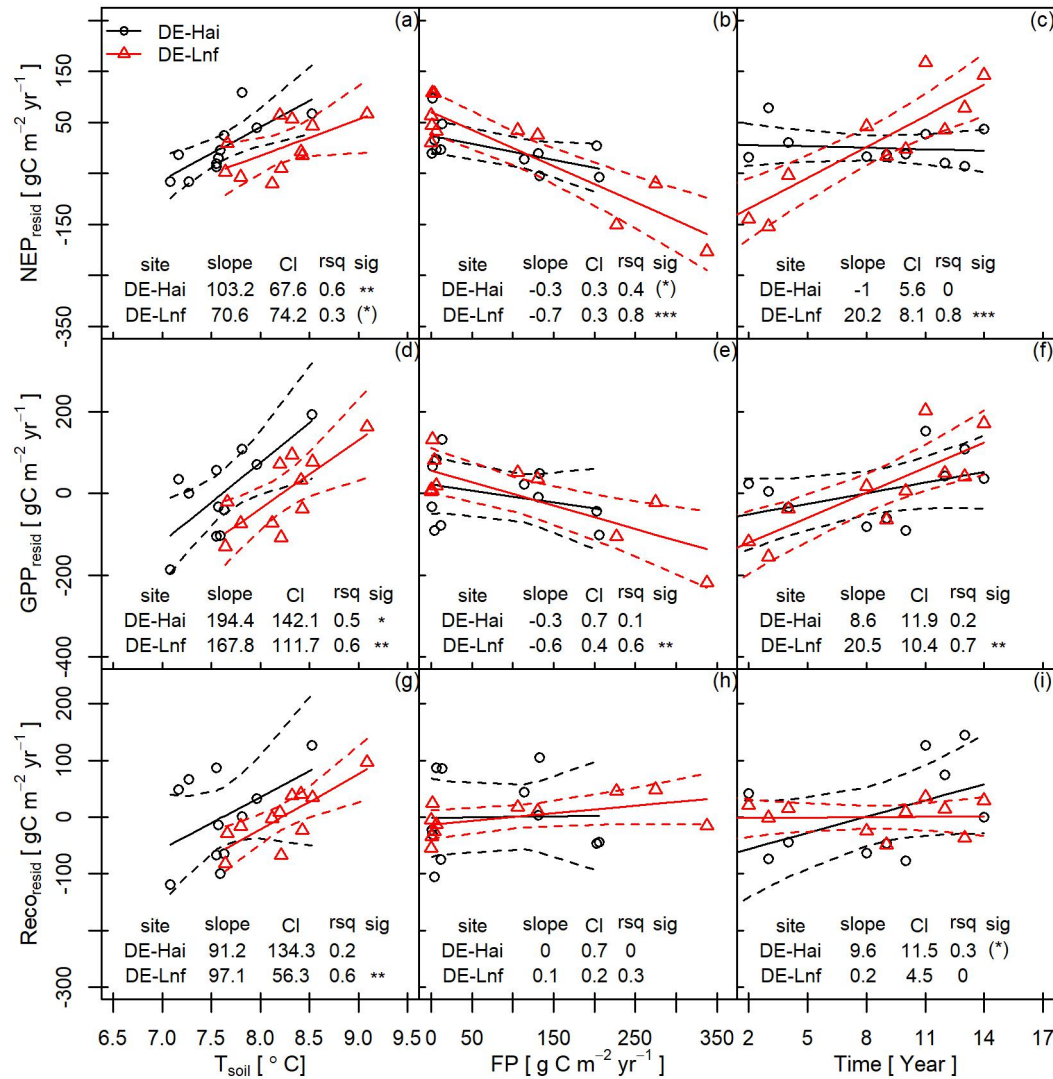 (a) (b) (c)
DE-Hai
DE-Lnf
NEPresid [ gC m−2 yr−1 ]
150
50
-50
-150
-350
site slope CI rsq sig
DE-Hai 103.2 67.6 0.6 **
DE-Lnf 70.6 74.2 0.3 (*)
slope CI rsq sig
DE-Hai -0.3 0.3 0.4 (*)
DE-Lnf -0.7 0.3 0.8 ***
site slope CI rsq sig
DE-Hai -1 5.6 0
DE-Lnf 20.2 8.1 0.8 ***
(d) (e) (f)
GPPresid [ gC m−2 yr−1 ]
200
0
-200
-400
site slope CI rsq sig
DE-Hai 194.4 142.1 0.5 *
DE-Lnf 167.8 111.7 0.6 **
site slope CI rsq sig
DE-Hai -0.3 0.7 0.1
DE-Lnf -0.6 0.4 0.6 **
site slope CI rsq sig
DE-Hai 8.6 11.9 0.2
DE-Lnf 20.5 10.4 0.7 **
(g) (h) (i)
Recoresid [ gC m−2 yr−1 ]
200
100
0
-100
-300
site slope CI rsq sig
DE-Hai 91.2 134.3 0.2
DE-Lnf 97.1 56.3 0.6 **
site slope CI rsq sig
DE-Hai 0 0.7 0
DE-Lnf 0.1 0.2 0.3
site slope CI rsq sig
DE-Hai 9.6 11.5 0.3 (*)
DE-Lnf 0.2 4.5 0
6.5 7.0 7.5 8.0 8.5 9.0 9.5
0 50 150 250 350
2 5 8 11 14 17
Tsoil [ ° C ]
FP [ g C m−2 yr−1 ]
Time [ Year ]